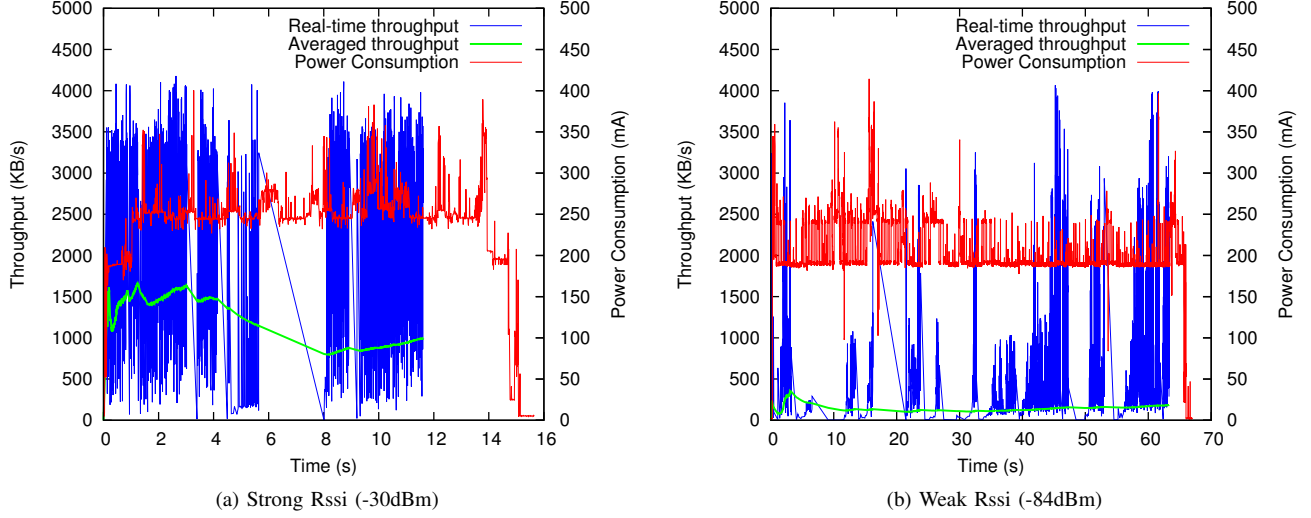 5000
4500
4000
3500
3000
2500
2000
1500
1000
500
0
Throughput (KB/s)
0 2 4 6 8 10 12 14 16
Time (s)
500
450
400
350
300
250
200
150
100
50
0
Power Consumption (mA)
Real-time throughput
Averaged throughput
Power Consumption
(a) Strong Rssi (-30dBm)
5000
4500
4000
3500
3000
2500
2000
1500
1000
500
0
Throughput (KB/s)
0 10 20 30 40 50 60 70
Time (s)
500
450
400
350
300
250
200
150
100
50
0
Power Consumption (mA)
Real-time throughput
Averaged throughput
Power Consumption
(b) Weak Rssi (-84dBm)